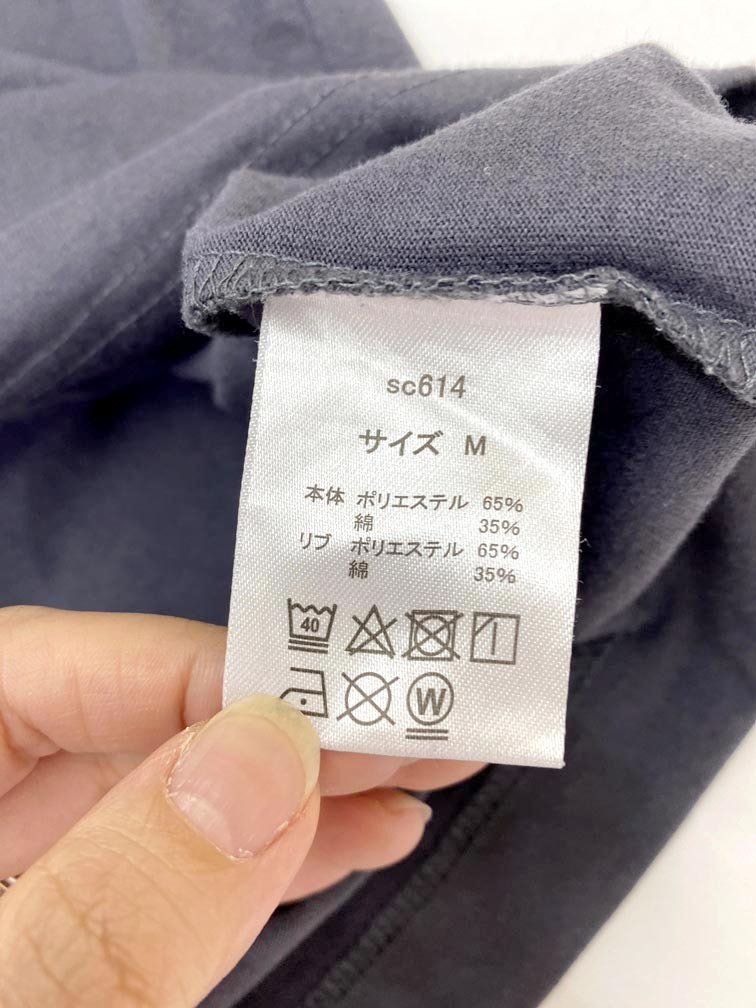 sc614
サイズ M
本体 ポリエステル 65%
綿 35%
リブ ポリエステル 65%
綿 35%
40
W